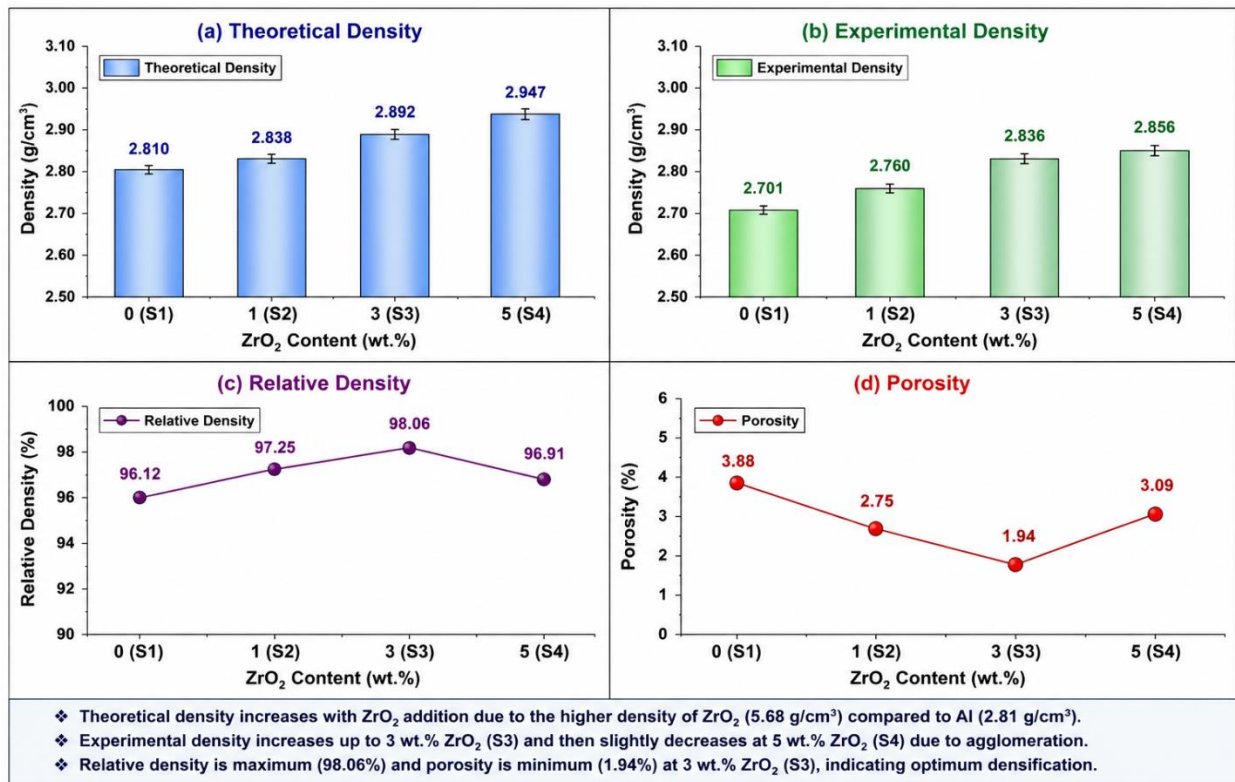 (a) Theoretical Density
3.10
3.00
2.90
2.80
2.70
2.60
2.50
Density (g/cm³)
Theoretical Density
2.810
2.838
2.892
2.947
0 (S1) 1 (S2) 3 (S3) 5 (S4)
ZrO₂ Content (wt.%)
(b) Experimental Density
3.10
3.00
2.90
2.80
2.70
2.60
2.50
Density (g/cm³)
Experimental Density
2.701
2.760
2.836
2.856
0 (S1) 1 (S2) 3 (S3) 5 (S4)
ZrO₂ Content (wt.%)
(c) Relative Density
100
98
96
94
92
90
Relative Density (%)
Relative Density
96.12
97.25
98.06
96.91
0 (S1) 1 (S2) 3 (S3) 5 (S4)
ZrO₂ Content (wt.%)
(d) Porosity
6
5
4
3
2
1
0
Porosity (%)
Porosity
3.88
2.75
1.94
3.09
0 (S1) 1 (S2) 3 (S3) 5 (S4)
ZrO₂ Content (wt.%)
❖ Theoretical density increases with ZrO₂ addition due to the higher density of ZrO₂ (5.68 g/cm³) compared to Al (2.81 g/cm³).
❖ Experimental density increases up to 3 wt.% ZrO₂ (S3) and then slightly decreases at 5 wt.% ZrO₂ (S4) due to agglomeration.
❖ Relative density is maximum (98.06%) and porosity is minimum (1.94%) at 3 wt.% ZrO₂ (S3), indicating optimum densification.